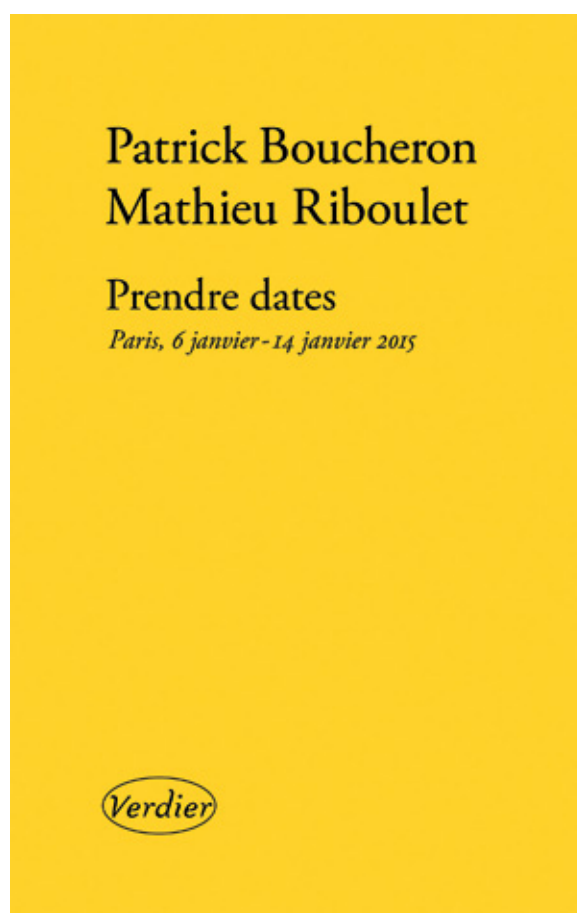 Patrick Boucheron
Mathieu Riboulet
Prendre dates
Paris, 6 janvier-14 janvier 2015
Verdier